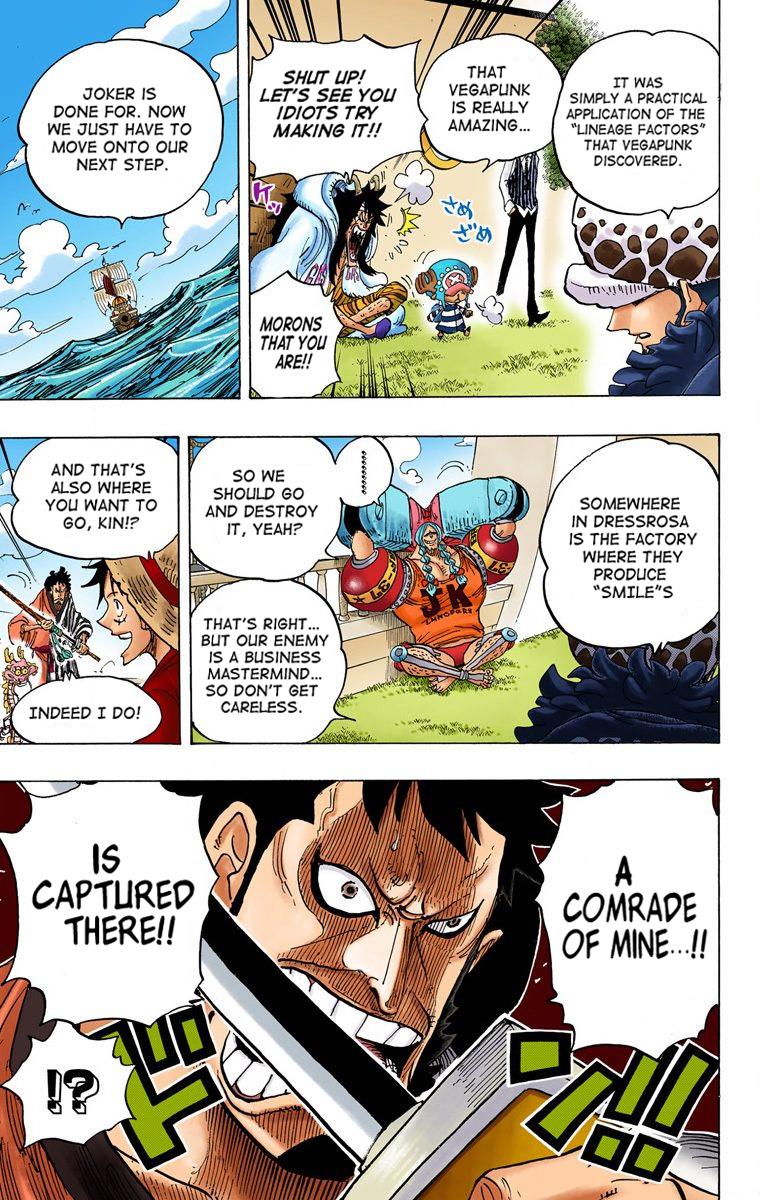 IT WAS
SIMPLY A PRACTICAL
APPLICATION OF THE
"LINEAGE FACTORS"
THAT VEGAPUNK
DISCOVERED.
THAT
VEGAPUNK
IS REALLY
AMAZING...
SHUT UP!
LET'S SEE YOU
IDIOTS TRY
MAKING IT!!
さめ
ざめ
MORONS THAT
YOU ARE!!
JOKER IS
DONE FOR. NOW
WE JUST HAVE TO
MOVE ONTO OUR
NEXT STEP.
SOMEWHERE
IN DRESSROSA
IS THE FACTORY
WHERE THEY
PRODUCE
"SMILE"S
SO WE
SHOULD GO
AND DESTROY
IT, YEAH?
THAT'S RIGHT...
BUT OUR ENEMY
IS A BUSINESS
MASTERMIND...
SO DON'T GET
CARELESS.
AND THAT'S
ALSO WHERE
YOU WANT TO
GO, KIN!?
INDEED I DO!
A
COMRADE
OF MINE...!!
IS
CAPTURED
THERE!!
!?
ドン!!